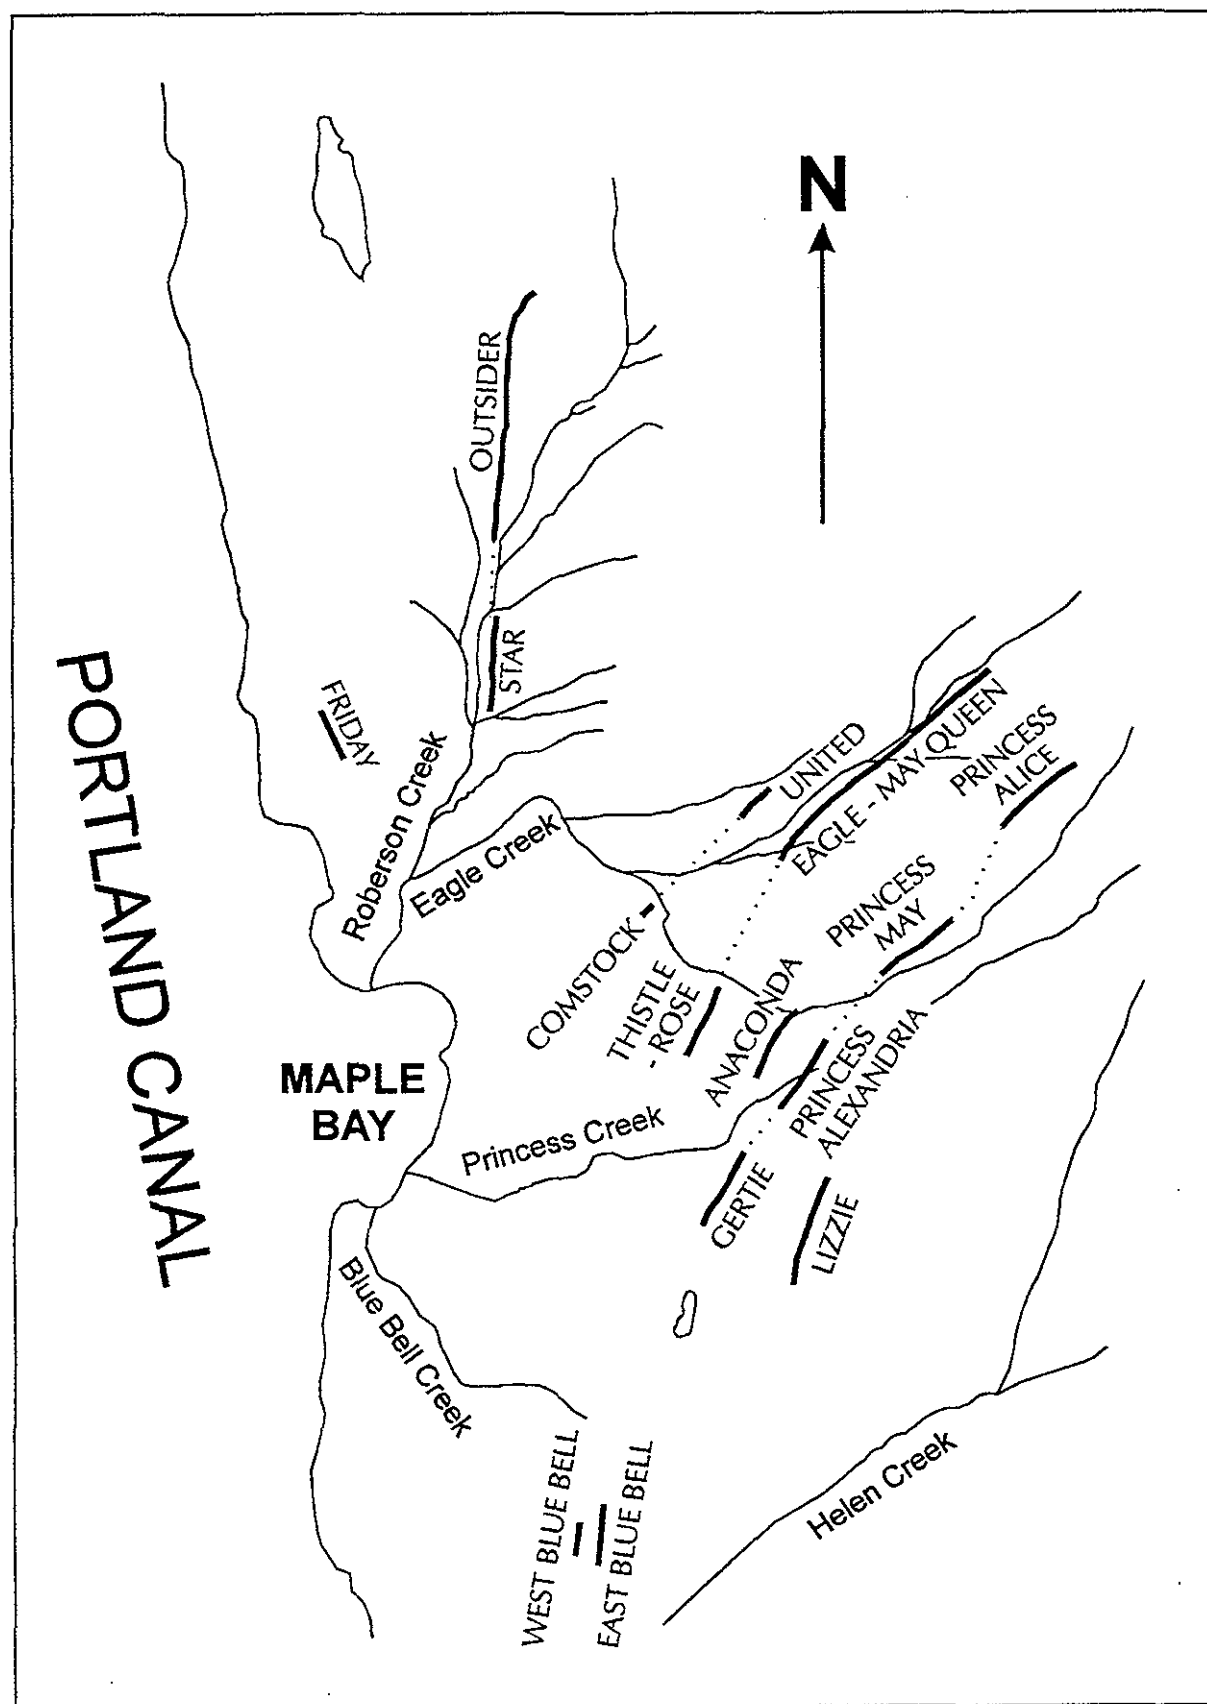 N
OUTSIDER
STAR
FRIDAY
PORTLAND CANAL
Roberson Creek
Eagle Creek
UNITED
EAGLE - MAY QUEEN
PRINCESS
ALICE
PRINCESS
MAY
COMSTOCK
THISTLE
- ROSE
ANACONDA
PRINCESS
ALEXANDRIA
MAPLE
BAY
Princess Creek
GERTIE
LIZZIE
Blue Bell Creek
WEST BLUE BELL
EAST BLUE BELL
Helen Creek